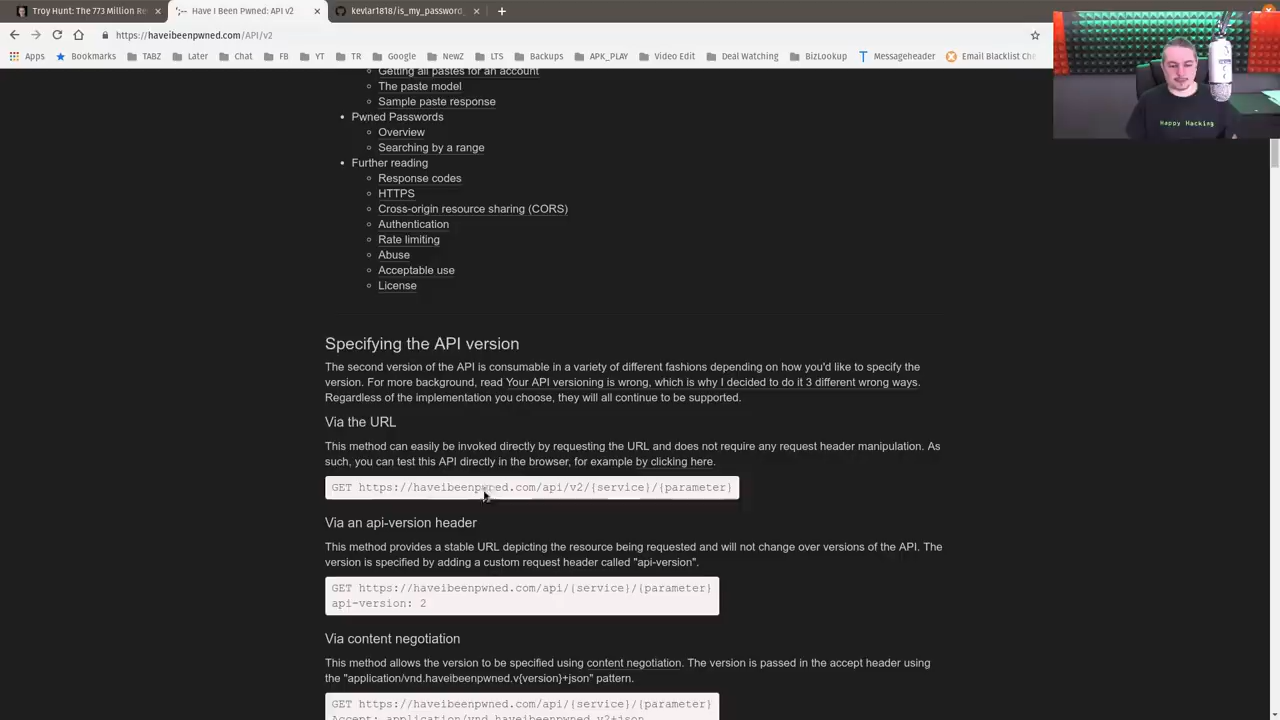 Troy Hunt: The 773 Million Re
Have I Been Pwned: API v2
kevlar1818/is_my_password_
https://haveibeenpwned.com/API/v2
Apps Bookmarks TABZ Later Chat FB YT TR Google NewZ LTS Backups APK_PLAY Video Edit Deal Watching BizLookup Messageheader Email Blacklist Che
Happy Hacking
Getting all pastes for an account
The paste model
Sample paste response
Pwned Passwords
Overview
Searching by a range
Further reading
Response codes
HTTPS
Cross-origin resource sharing (CORS)
Authentication
Rate limiting
Abuse
Acceptable use
License
Specifying the API version
The second version of the API is consumable in a variety of different fashions depending on how you'd like to specify the
version. For more background, read Your API versioning is wrong, which is why I decided to do it 3 different wrong ways.
Regardless of the implementation you choose, they will all continue to be supported.
Via the URL
This method can easily be invoked directly by requesting the URL and does not require any request header manipulation. As
such, you can test this API directly in the browser, for example by clicking here.
GET https://haveibeenpwned.com/api/v2/{service}/{parameter}
Via an api-version header
This method provides a stable URL depicting the resource being requested and will not change over versions of the API. The
version is specified by adding a custom request header called "api-version".
GET https://haveibeenpwned.com/api/{service}/{parameter}
api-version: 2
Via content negotiation
This method allows the version to be specified using content negotiation. The version is passed in the accept header using
the "application/vnd.haveibeenpwned.v{version}+json" pattern.
GET https://haveibeenpwned.com/api/{service}/{parameter}
Accept: application/vnd.haveibeenpwned.v2+json